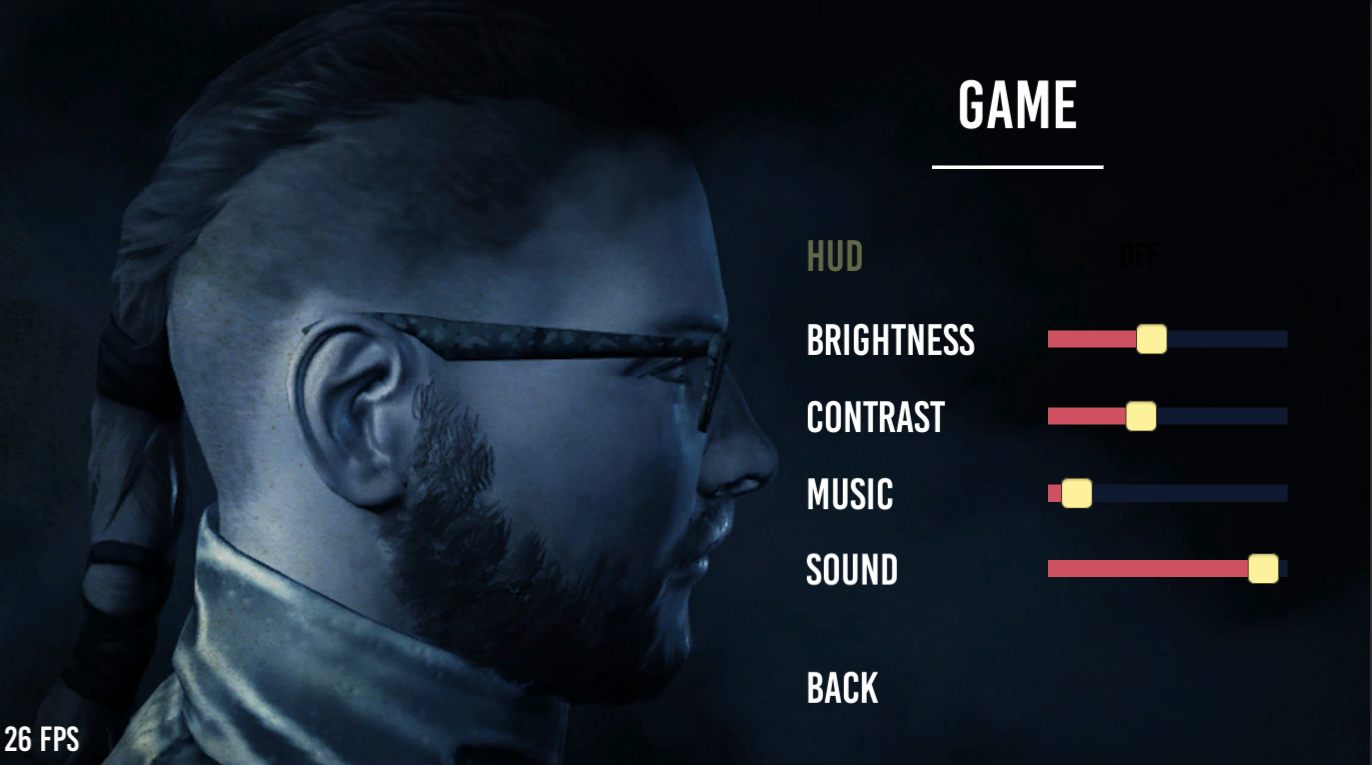 GAME
HUD OFF
BRIGHTNESS
CONTRAST
MUSIC
SOUND
BACK
26 FPS